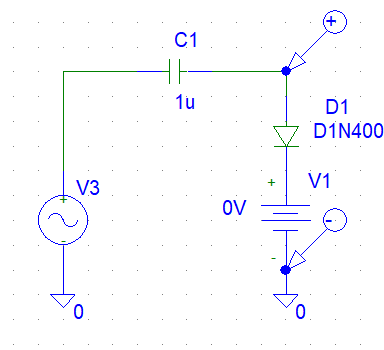 C1
1u
+
D1
D1N400
V3
+
-
V1
+
0V
-
-
0
0